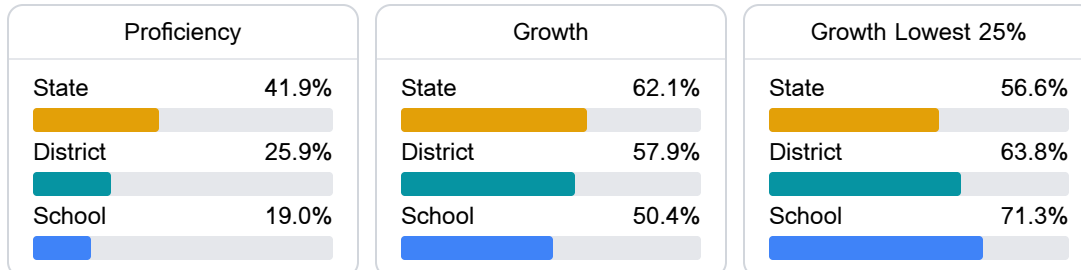 Proficiency
State 41.9%
District 25.9%
School 19.0%
Growth
State 62.1%
District 57.9%
School 50.4%
Growth Lowest 25%
State 56.6%
District 63.8%
School 71.3%